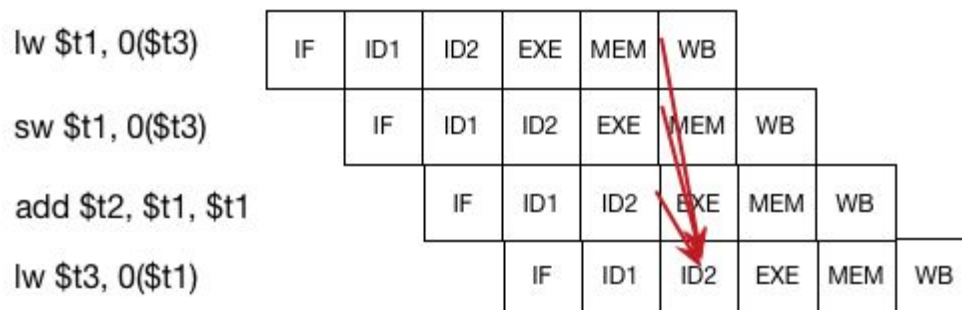 lw $t1, 0($t3) IF ID1 ID2 EXE MEM WB
sw $t1, 0($t3) IF ID1 ID2 EXE MEM WB
add $t2, $t1, $t1 IF ID1 ID2 EXE MEM WB
lw $t3, 0($t1) IF ID1 ID2 EXE MEM WB